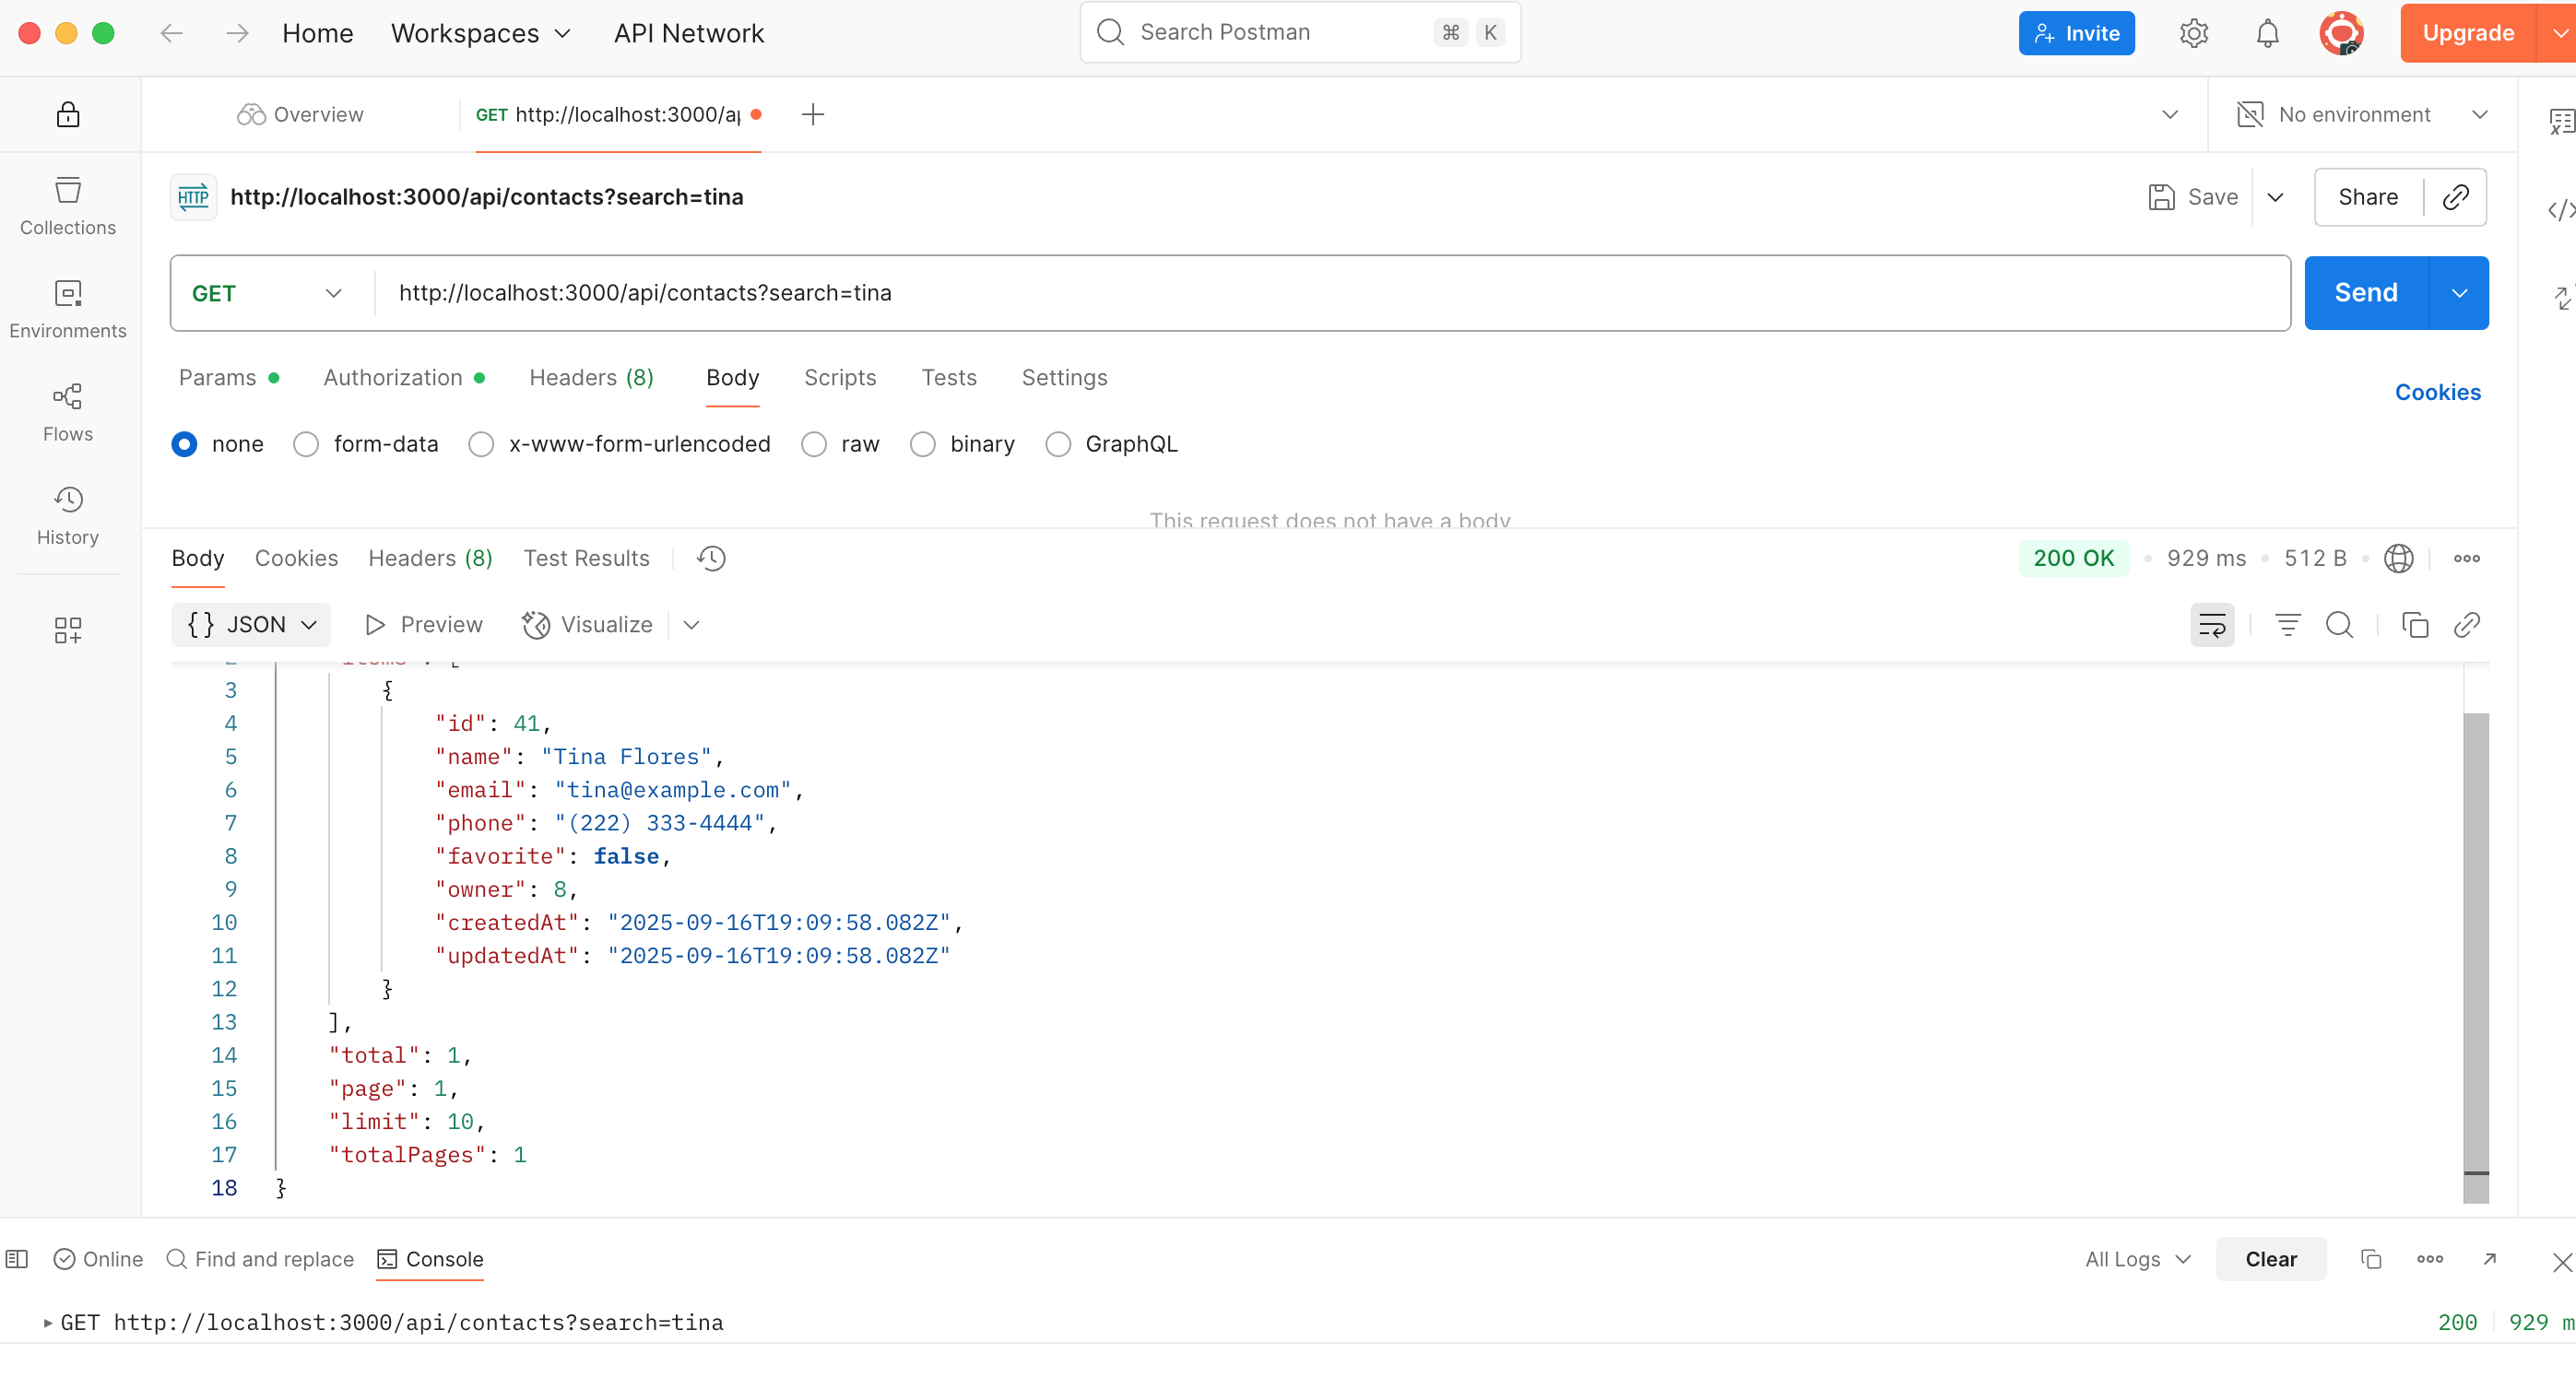 Home Workspaces API Network Search Postman ⌘ K Invite Upgrade
Overview GET http://localhost:3000/ap No environment
HTTP http://localhost:3000/api/contacts?search=tina Save Share
GET http://localhost:3000/api/contacts?search=tina Send
Collections
Environments
Flows
History
Params Authorization Headers (8) Body Scripts Tests Settings Cookies
none form-data x-www-form-urlencoded raw binary GraphQL
This request does not have a body
Body Cookies Headers (8) Test Results 200 OK • 929 ms • 512 B
{} JSON Preview Visualize
3 {
4 "id": 41,
5 "name": "Tina Flores",
6 "email": "tina@example.com",
7 "phone": "(222) 333-4444",
8 "favorite": false,
9 "owner": 8,
10 "createdAt": "2025-09-16T19:09:58.082Z",
11 "updatedAt": "2025-09-16T19:09:58.082Z"
12 }
13 ],
14 "total": 1,
15 "page": 1,
16 "limit": 10,
17 "totalPages": 1
18 }
Online Find and replace Console All Logs Clear
GET http://localhost:3000/api/contacts?search=tina 200 929 m